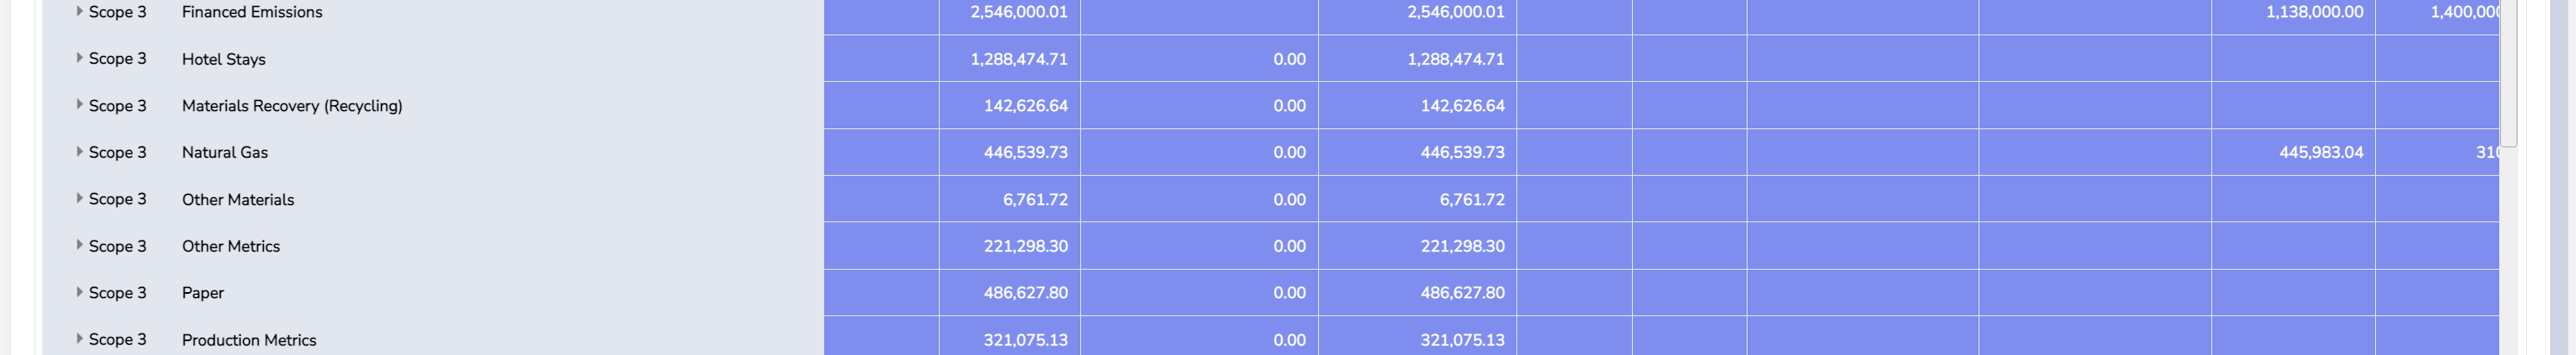 Scope 3 Financed Emissions 2,546,000.01 2,546,000.01 1,138,000.00 1,400,000
Scope 3 Hotel Stays 1,288,474.71 0.00 1,288,474.71
Scope 3 Materials Recovery (Recycling) 142,626.64 0.00 142,626.64
Scope 3 Natural Gas 446,539.73 0.00 446,539.73 445,983.04 310
Scope 3 Other Materials 6,761.72 0.00 6,761.72
Scope 3 Other Metrics 221,298.30 0.00 221,298.30
Scope 3 Paper 486,627.80 0.00 486,627.80
Scope 3 Production Metrics 321,075.13 0.00 321,075.13